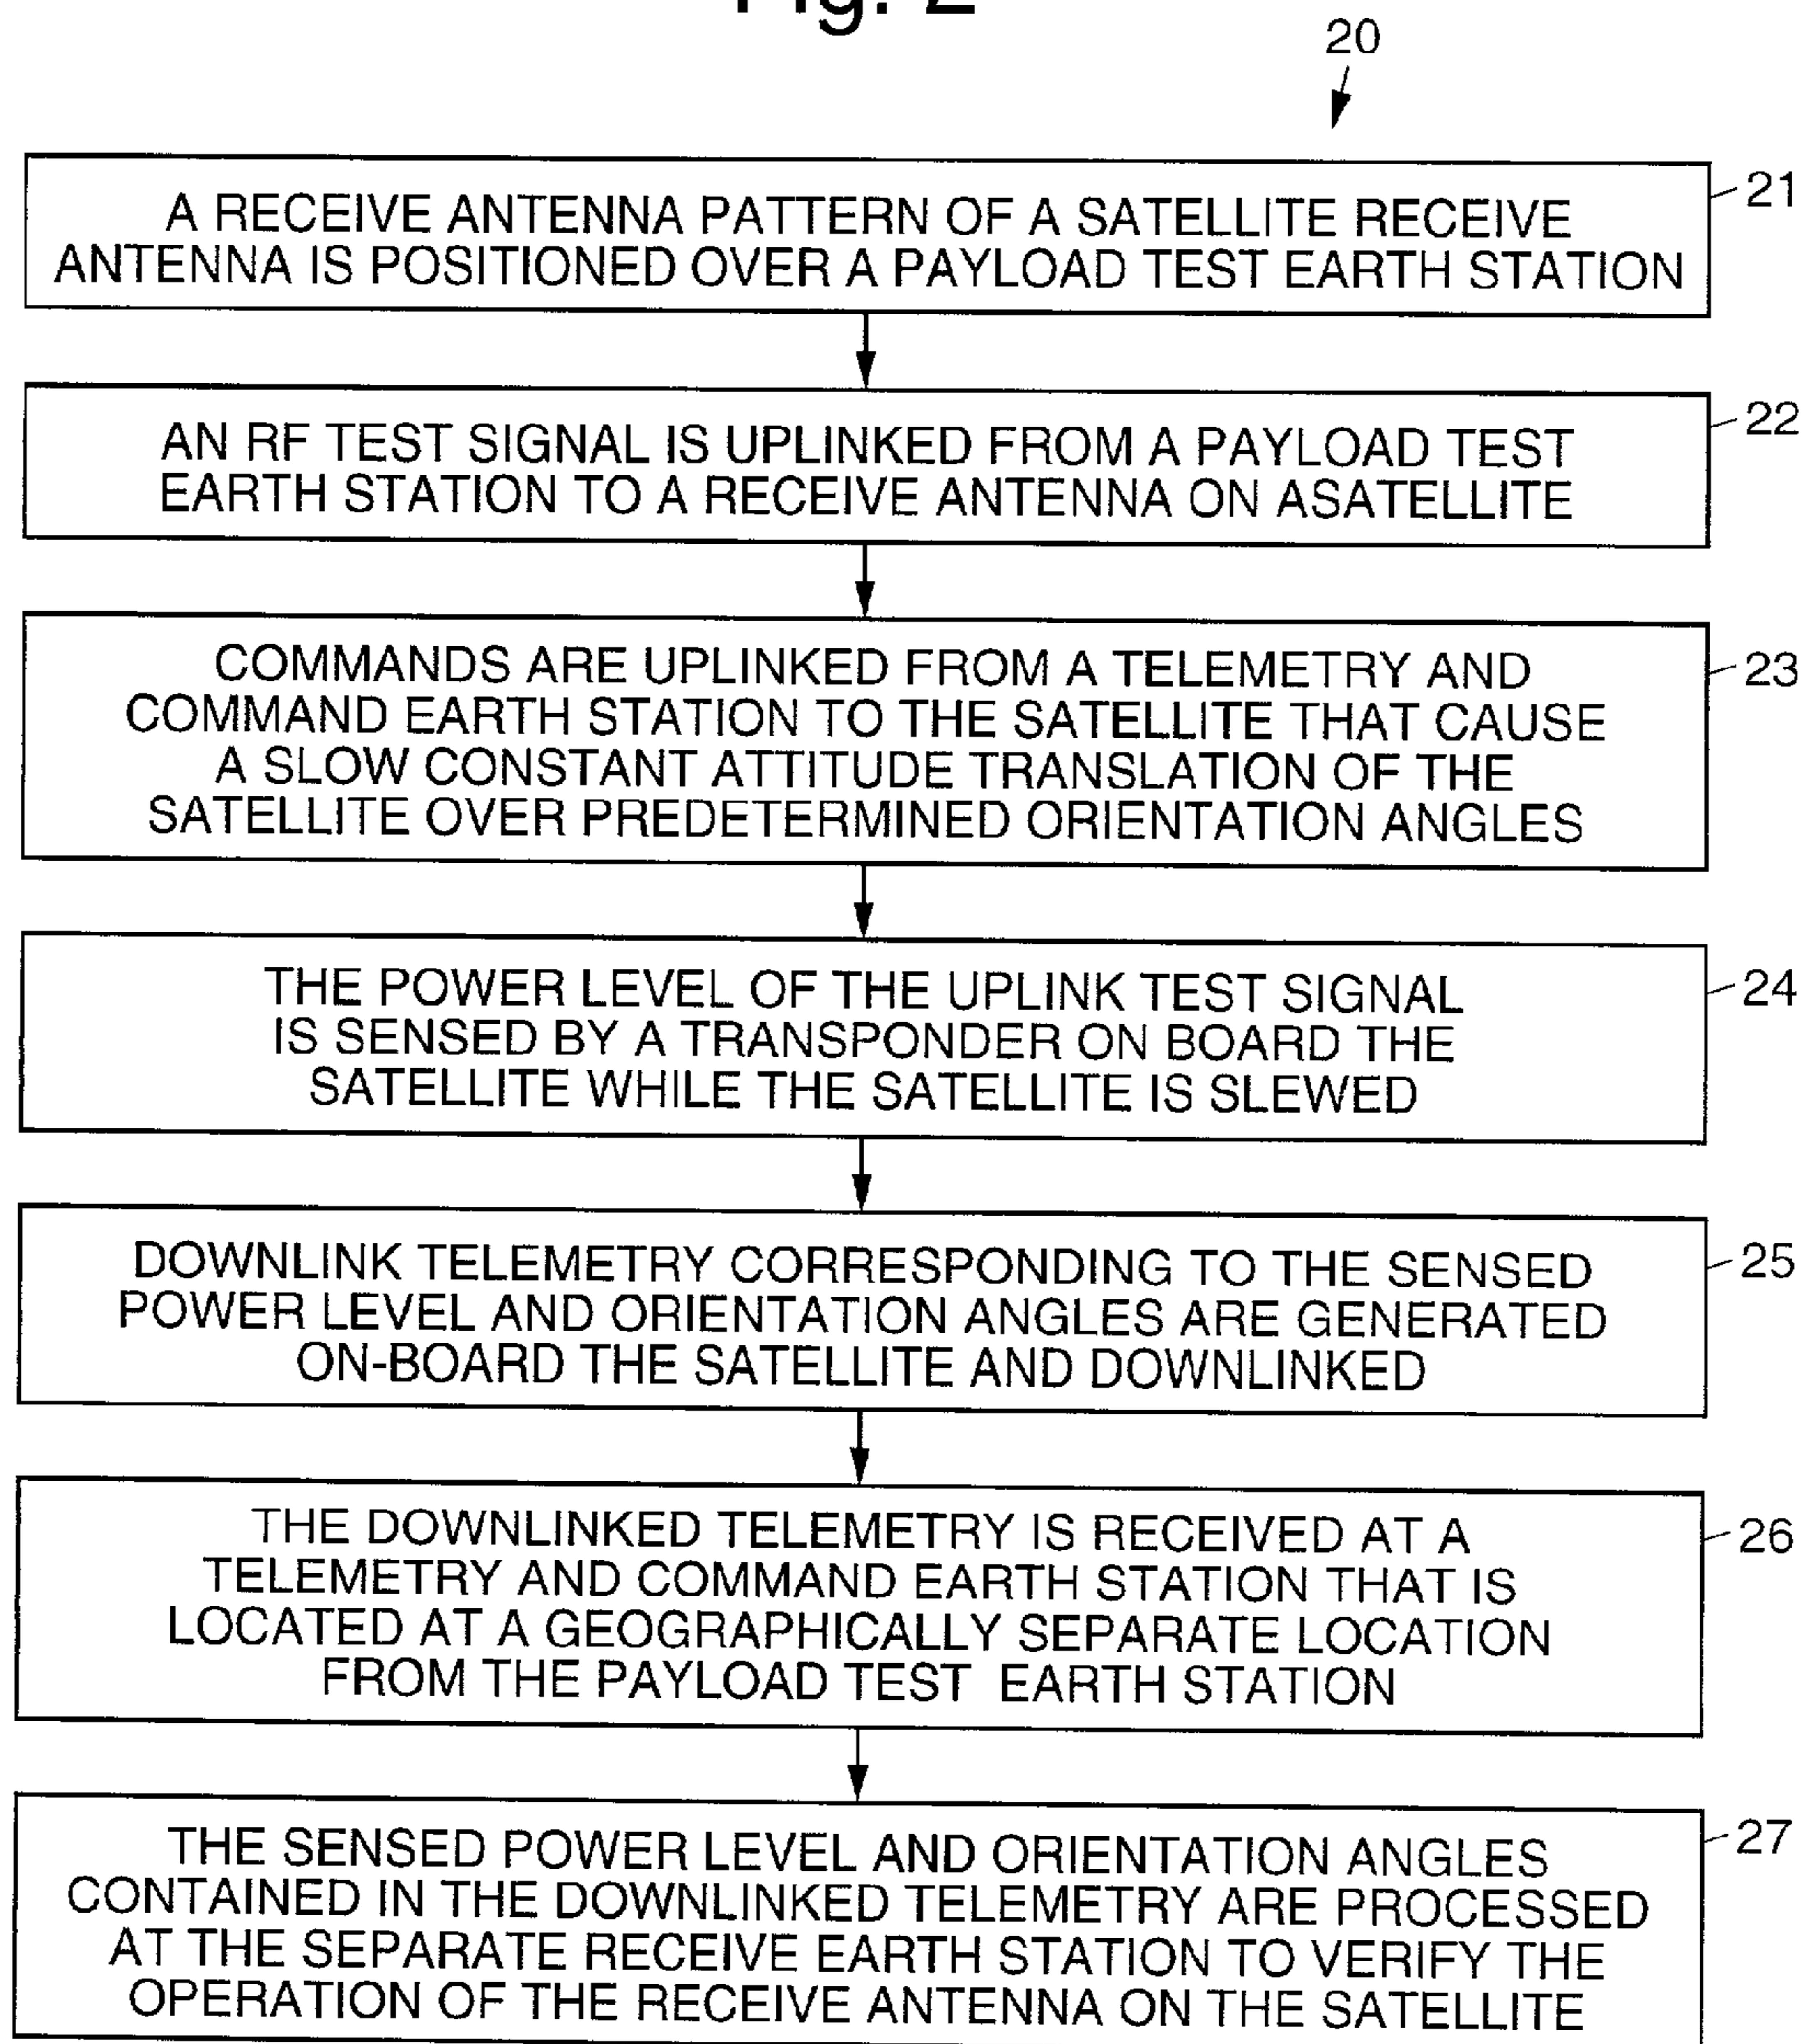 Fig. 2
20
A RECEIVE ANTENNA PATTERN OF A SATELLITE RECEIVE
ANTENNA IS POSITIONED OVER A PAYLOAD TEST EARTH STATION
21
AN RF TEST SIGNAL IS UPLINKED FROM A PAYLOAD TEST
EARTH STATION TO A RECEIVE ANTENNA ON ASATELLITE
22
COMMANDS ARE UPLINKED FROM A TELEMETRY AND
COMMAND EARTH STATION TO THE SATELLITE THAT CAUSE
A SLOW CONSTANT ATTITUDE TRANSLATION OF THE
SATELLITE OVER PREDETERMINED ORIENTATION ANGLES
23
THE POWER LEVEL OF THE UPLINK TEST SIGNAL
IS SENSED BY A TRANSPONDER ON BOARD THE
SATELLITE WHILE THE SATELLITE IS SLEWED
24
DOWNLINK TELEMETRY CORRESPONDING TO THE SENSED
POWER LEVEL AND ORIENTATION ANGLES ARE GENERATED
ON-BOARD THE SATELLITE AND DOWNLINKED
25
THE DOWNLINKED TELEMETRY IS RECEIVED AT A
TELEMETRY AND COMMAND EARTH STATION THAT IS
LOCATED AT A GEOGRAPHICALLY SEPARATE LOCATION
FROM THE PAYLOAD TEST EARTH STATION
26
THE SENSED POWER LEVEL AND ORIENTATION ANGLES
CONTAINED IN THE DOWNLINKED TELEMETRY ARE PROCESSED
AT THE SEPARATE RECEIVE EARTH STATION TO VERIFY THE
OPERATION OF THE RECEIVE ANTENNA ON THE SATELLITE
27